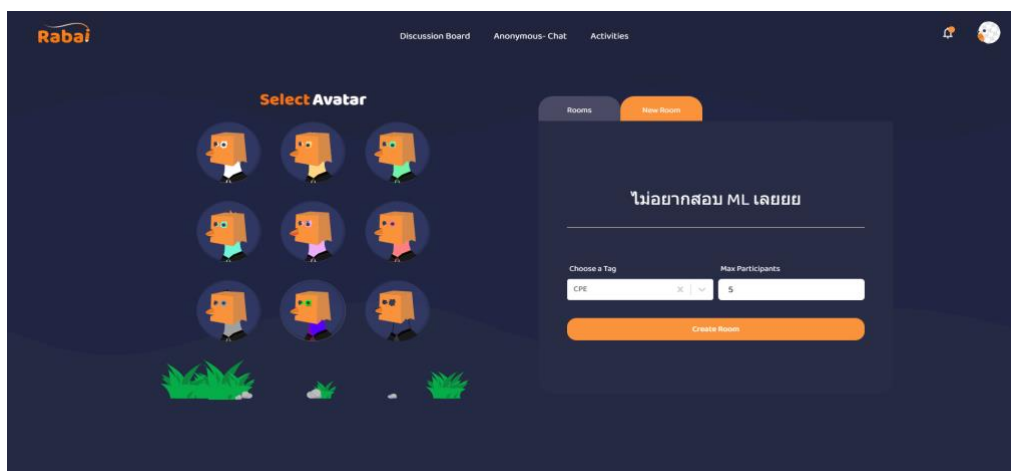 Rabai
Discussion Board Anonymous- Chat Activities
Select Avatar
Rooms New Room
ไม่อยากสอบ ML เลยยย
Choose a Tag Max Participants
CPE 5
Create Room